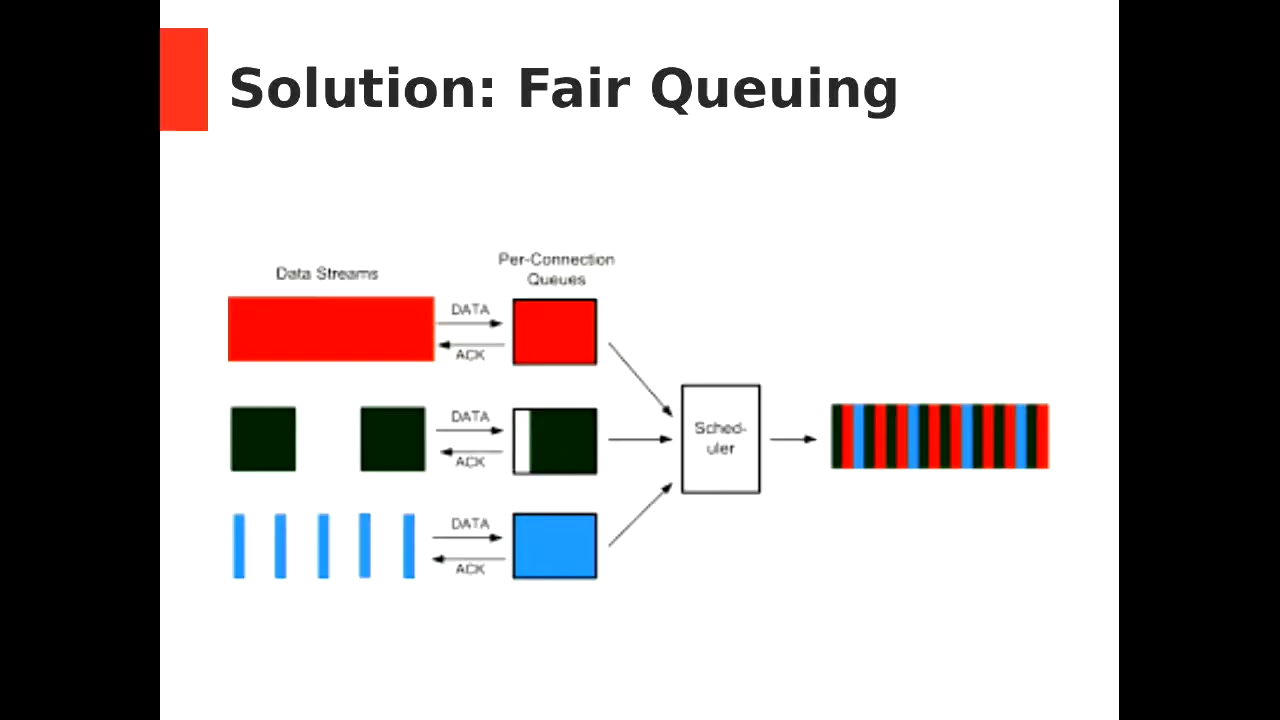 Solution: Fair Queuing
Data Streams
Per-Connection
Queues
DATA
ACK
DATA
ACK
Sched-
uler
DATA
ACK